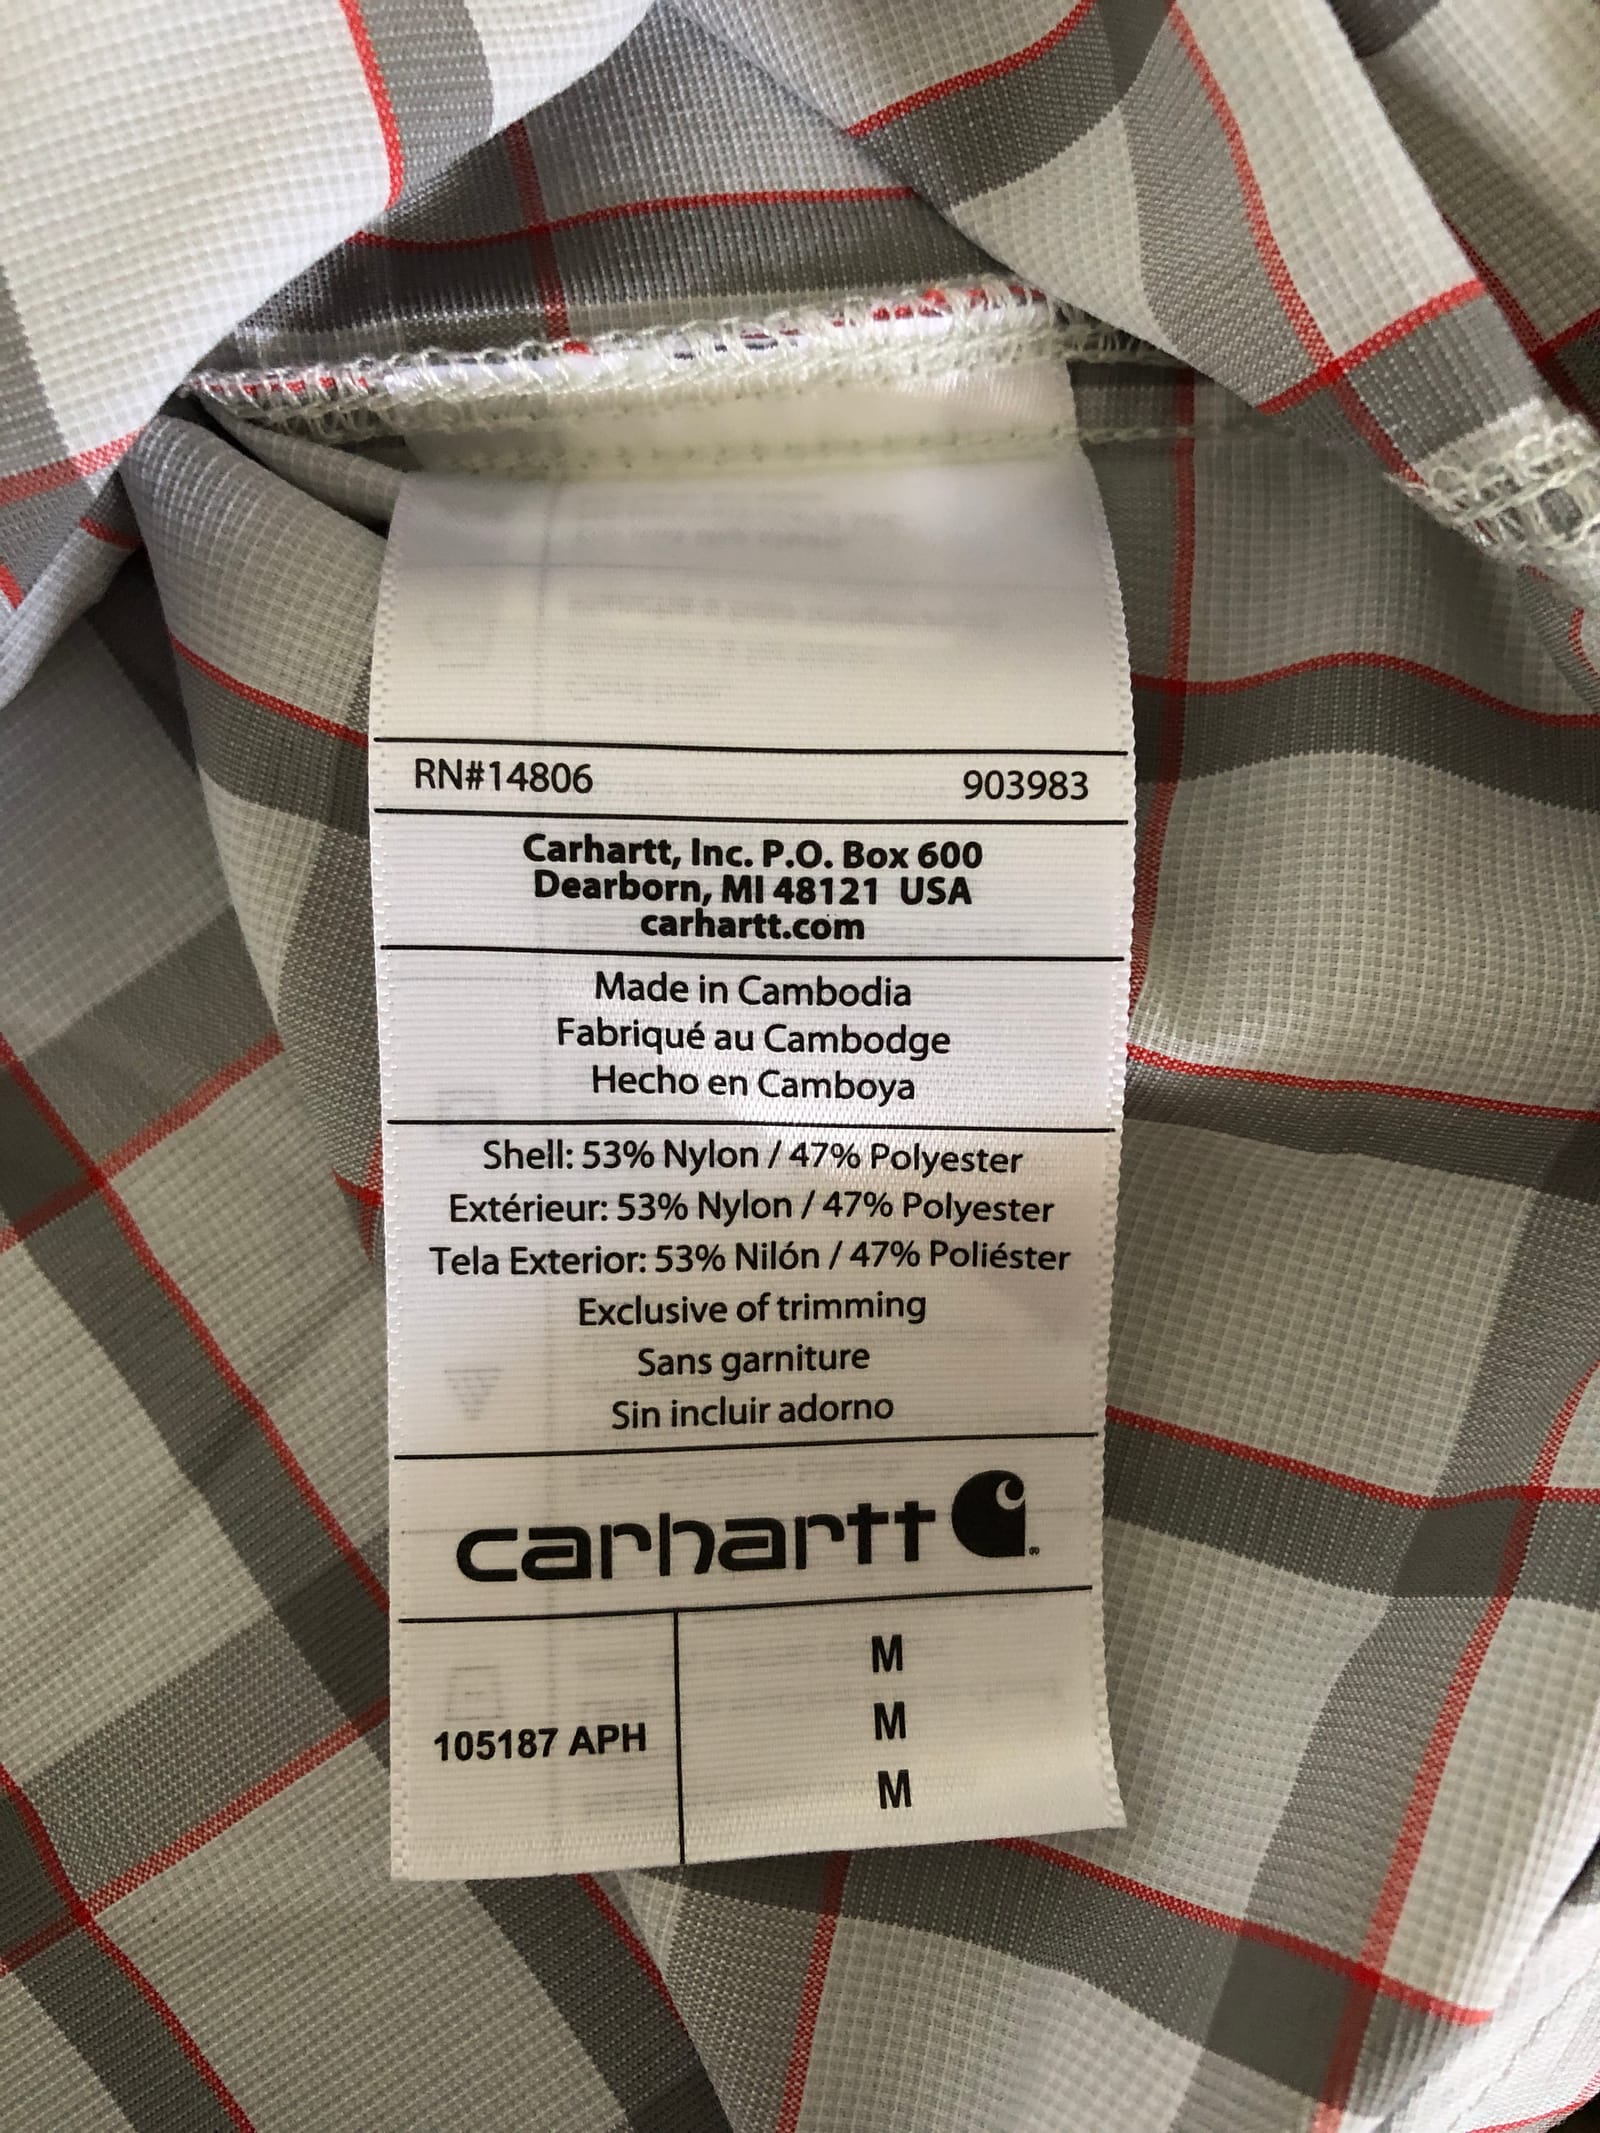 RN#14806 903983
Carhartt, Inc. P.O. Box 600
Dearborn, MI 48121 USA
carhartt.com
Made in Cambodia
Fabriqué au Cambodge
Hecho en Camboya
Shell: 53% Nylon / 47% Polyester
Extérieur: 53% Nylon / 47% Polyester
Tela Exterior: 53% Nilón / 47% Poliéster
Exclusive of trimming
Sans garniture
Sin incluir adorno
carhartt ®
105187 APH
M
M
M